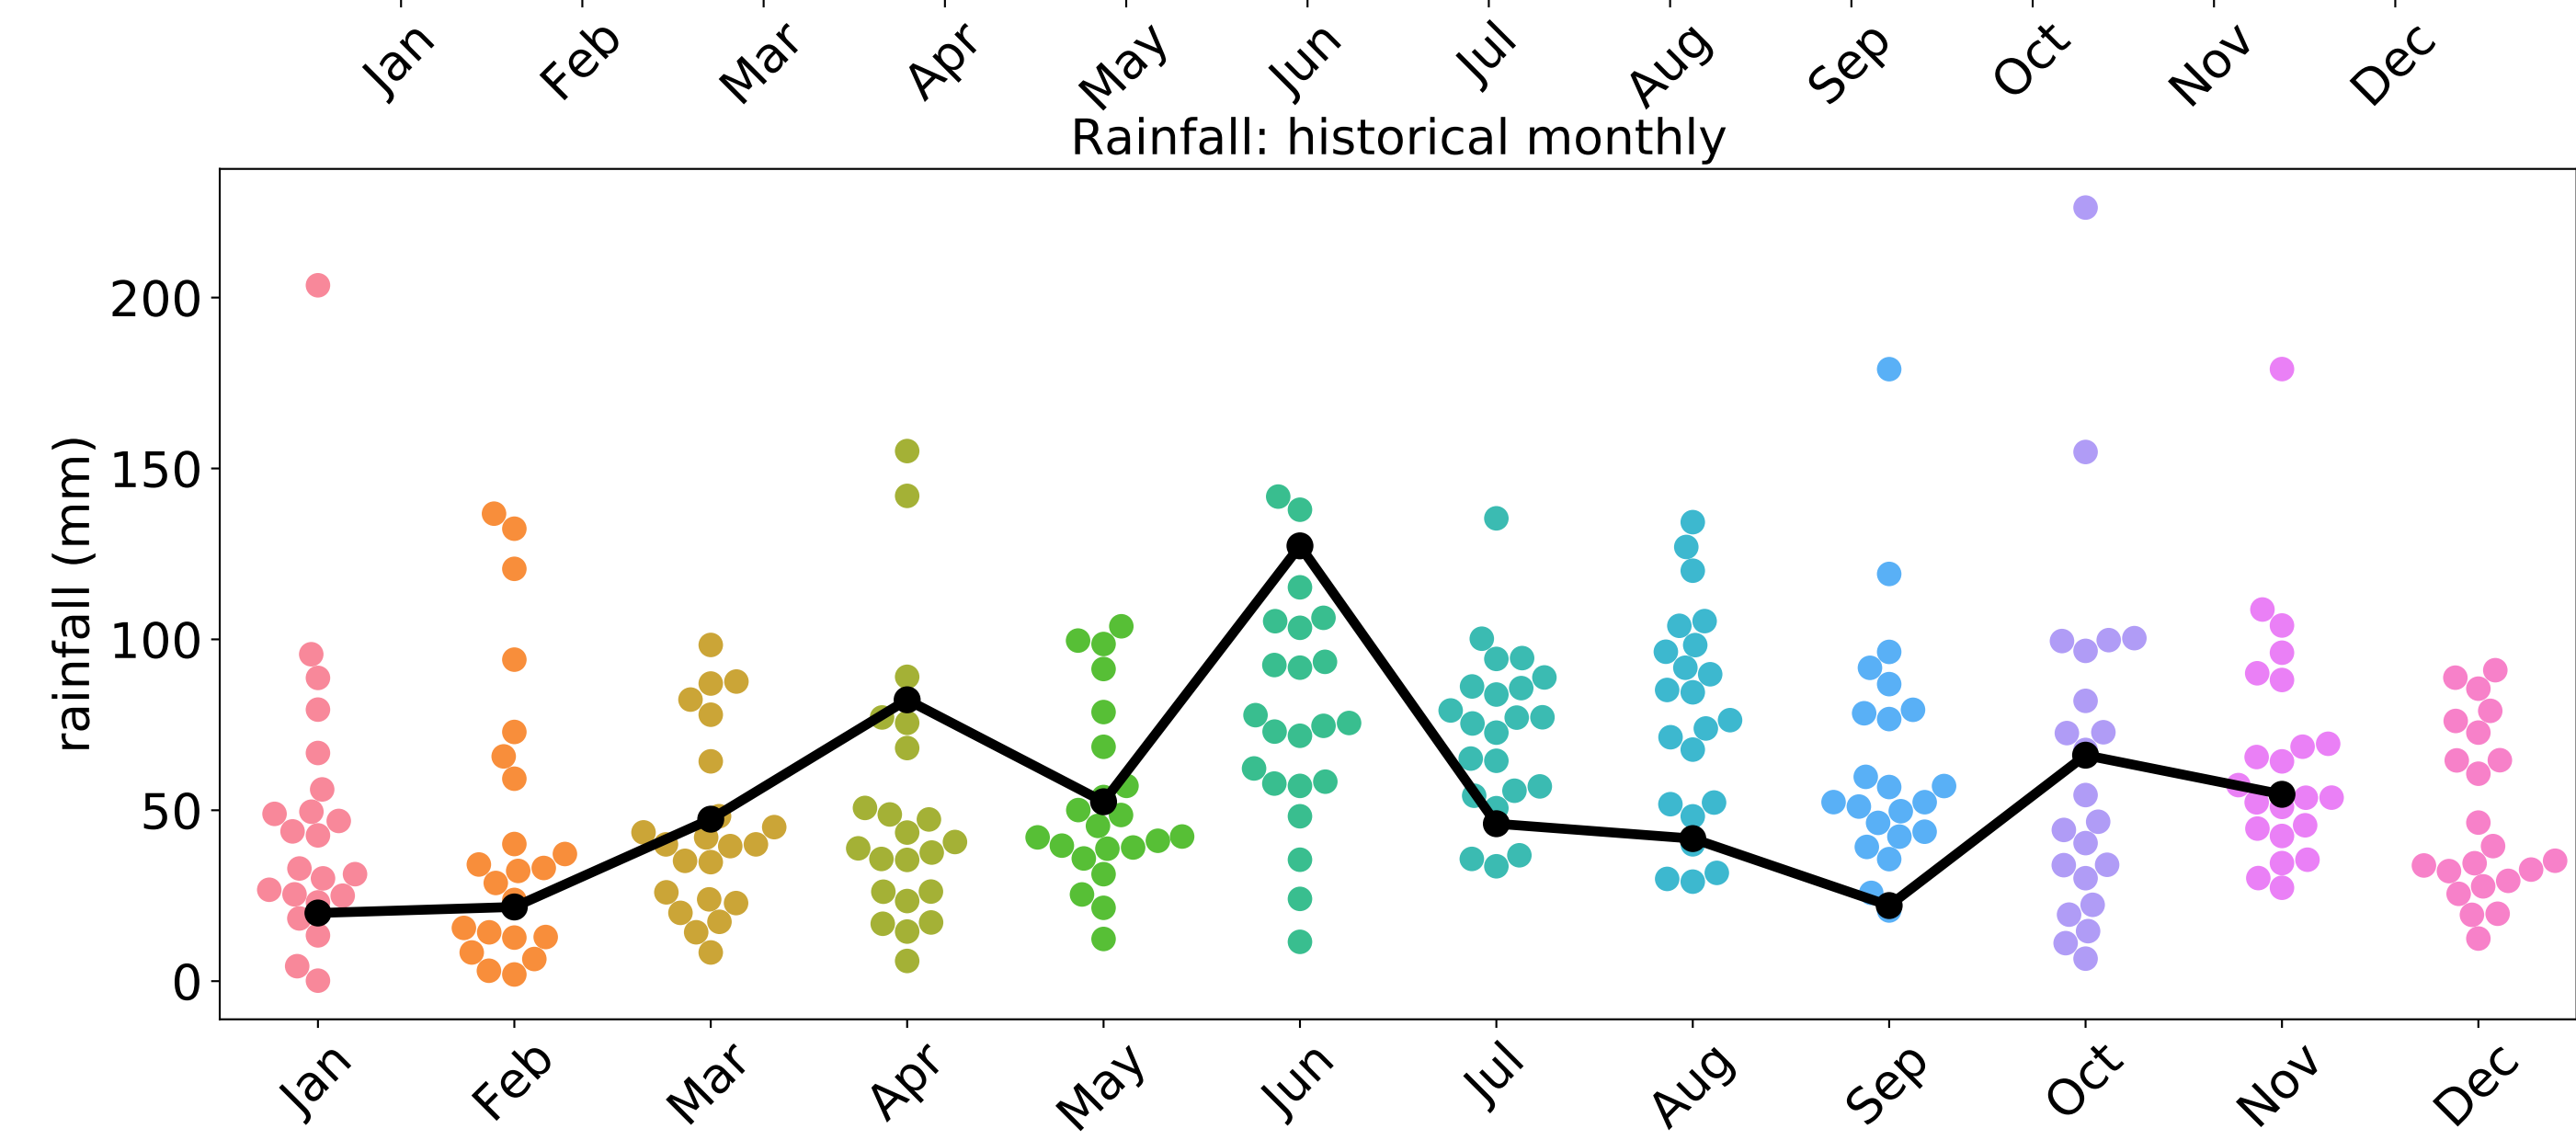 Jan Feb Mar Apr May Jun Jul Aug Sep Oct Nov Dec
Rainfall: historical monthly
rainfall (mm)
200
150
100
50
0
Jan Feb Mar Apr May Jun Jul Aug Sep Oct Nov Dec